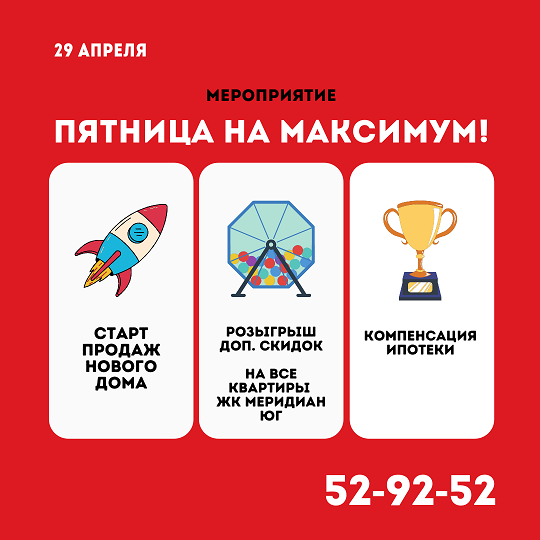 29 АПРЕЛЯ
МЕРОПРИЯТИЕ
ПЯТНИЦА НА МАКСИМУМ!
СТАРТ
ПРОДАЖ
НОВОГО
ДОМА
РОЗЫГРЫШ
ДОП. СКИДОК
НА ВСЕ
КВАРТИРЫ
ЖК МЕРИДИАН
ЮГ
КОМПЕНСАЦИЯ
ИПОТЕКИ
52-92-52